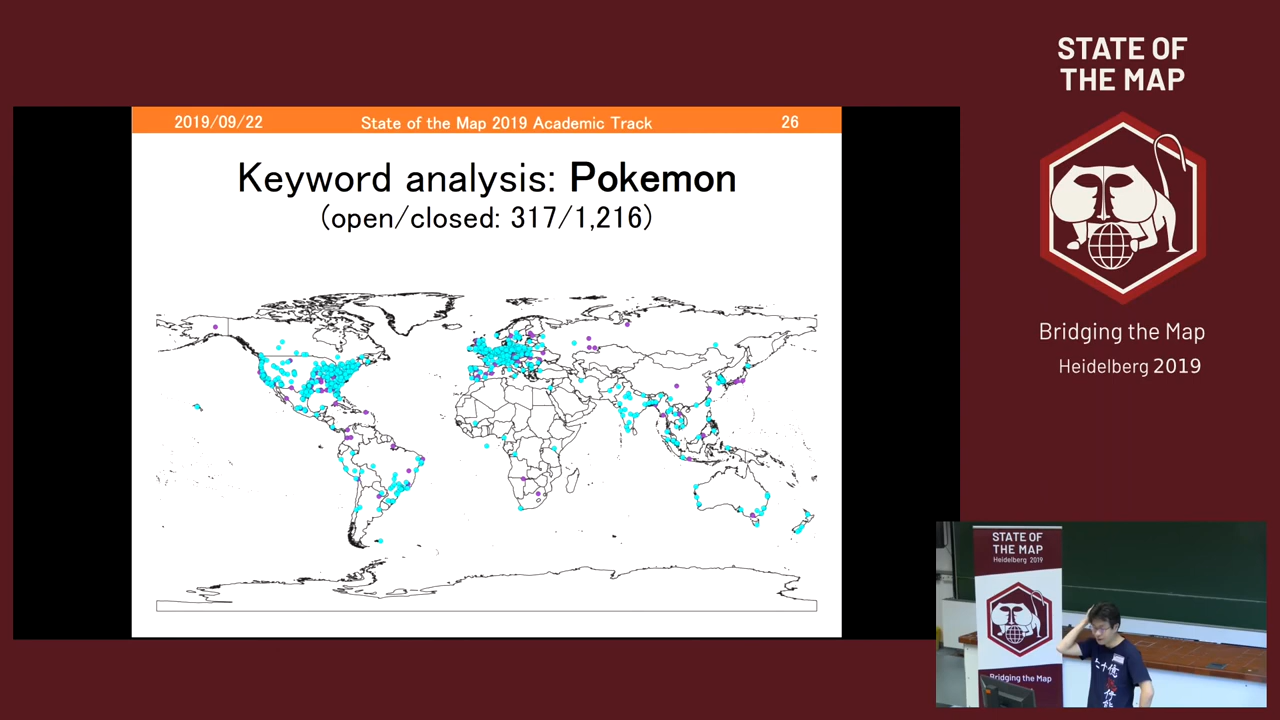 STATE OF
THE MAP
2019/09/22
State of the Map 2019 Academic Track
26
Keyword analysis: Pokemon
(open/closed: 317/1,216)
Bridging the Map
Heidelberg 2019
STATE OF
THE MAP
Heidelberg 2019
Bridging the Map